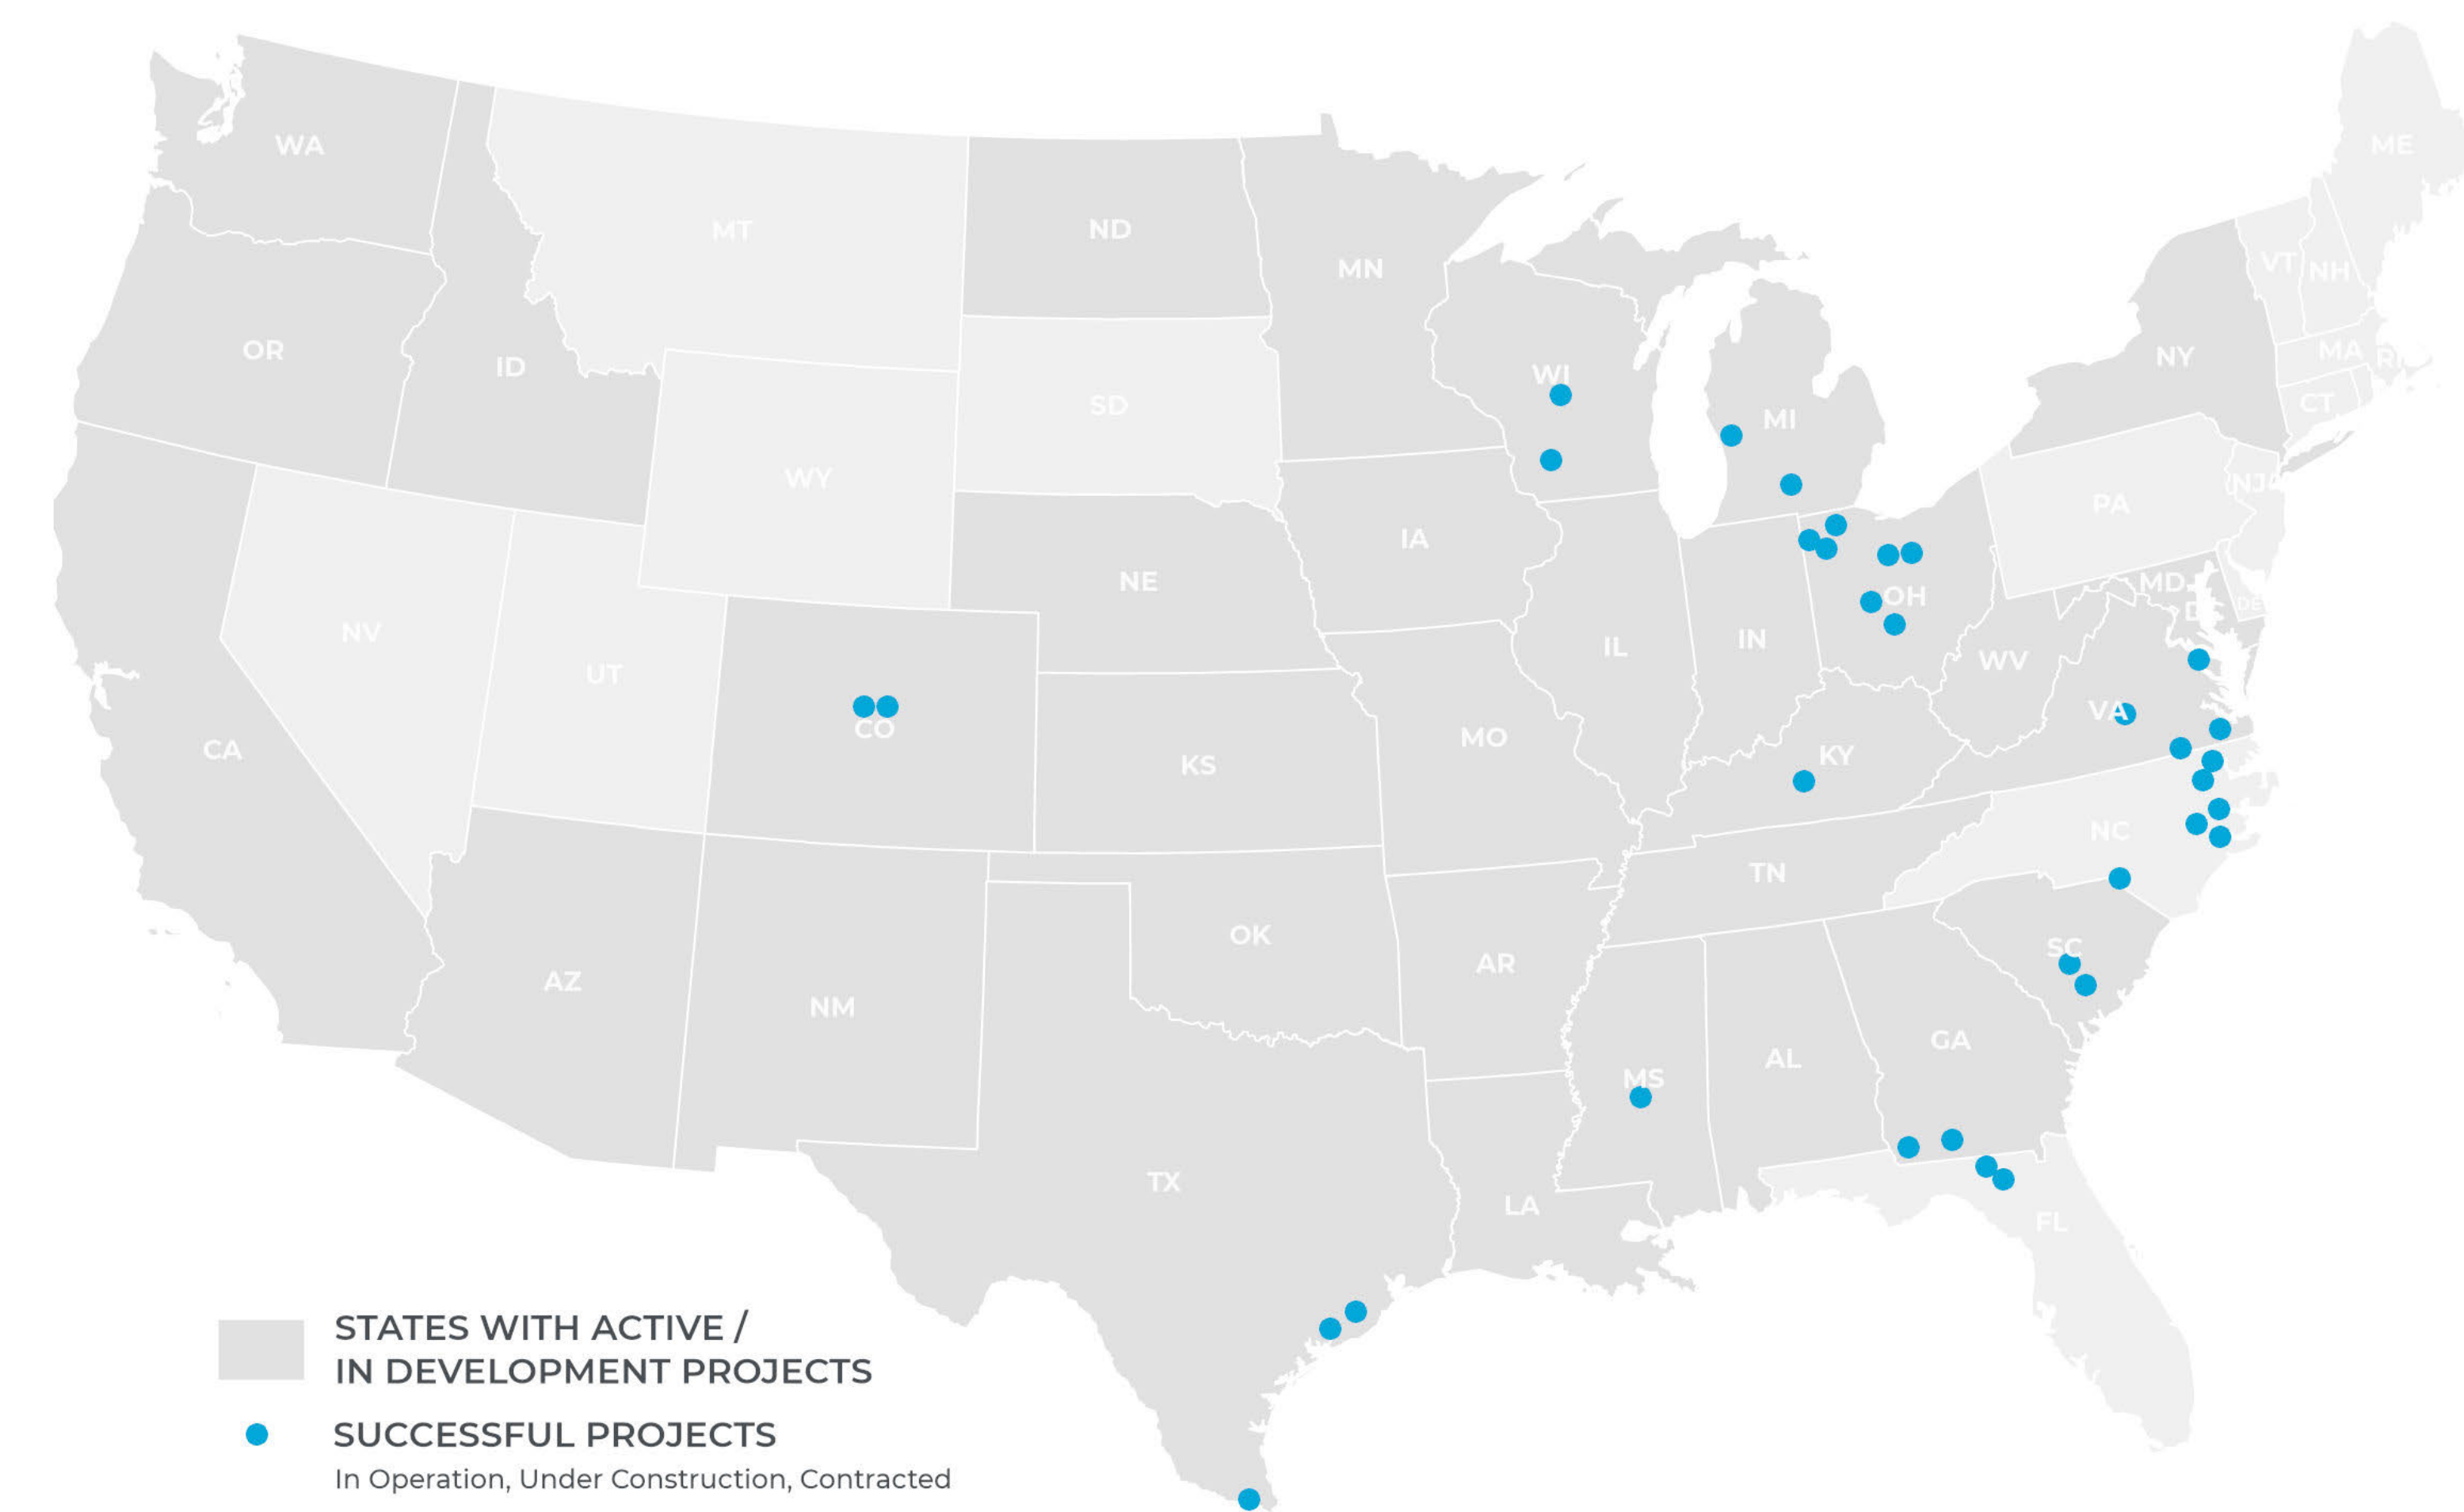 ME
WA
MT
ND
VT
NH
MN
OR
MA
RI
NY
ID
WI
CT
SD
MI
WY
NJ
PA
IA
NE
MD
OH
DE
NV
IN
IL
WV
UT
VA
CO
MO
CA
KY
KS
NC
TN
OK
SC
AR
AZ
NM
GA
AL
MS
TX
LA
FL
STATES WITH ACTIVE /
IN DEVELOPMENT PROJECTS
SUCCESSFUL PROJECTS
In Operation, Under Construction, Contracted